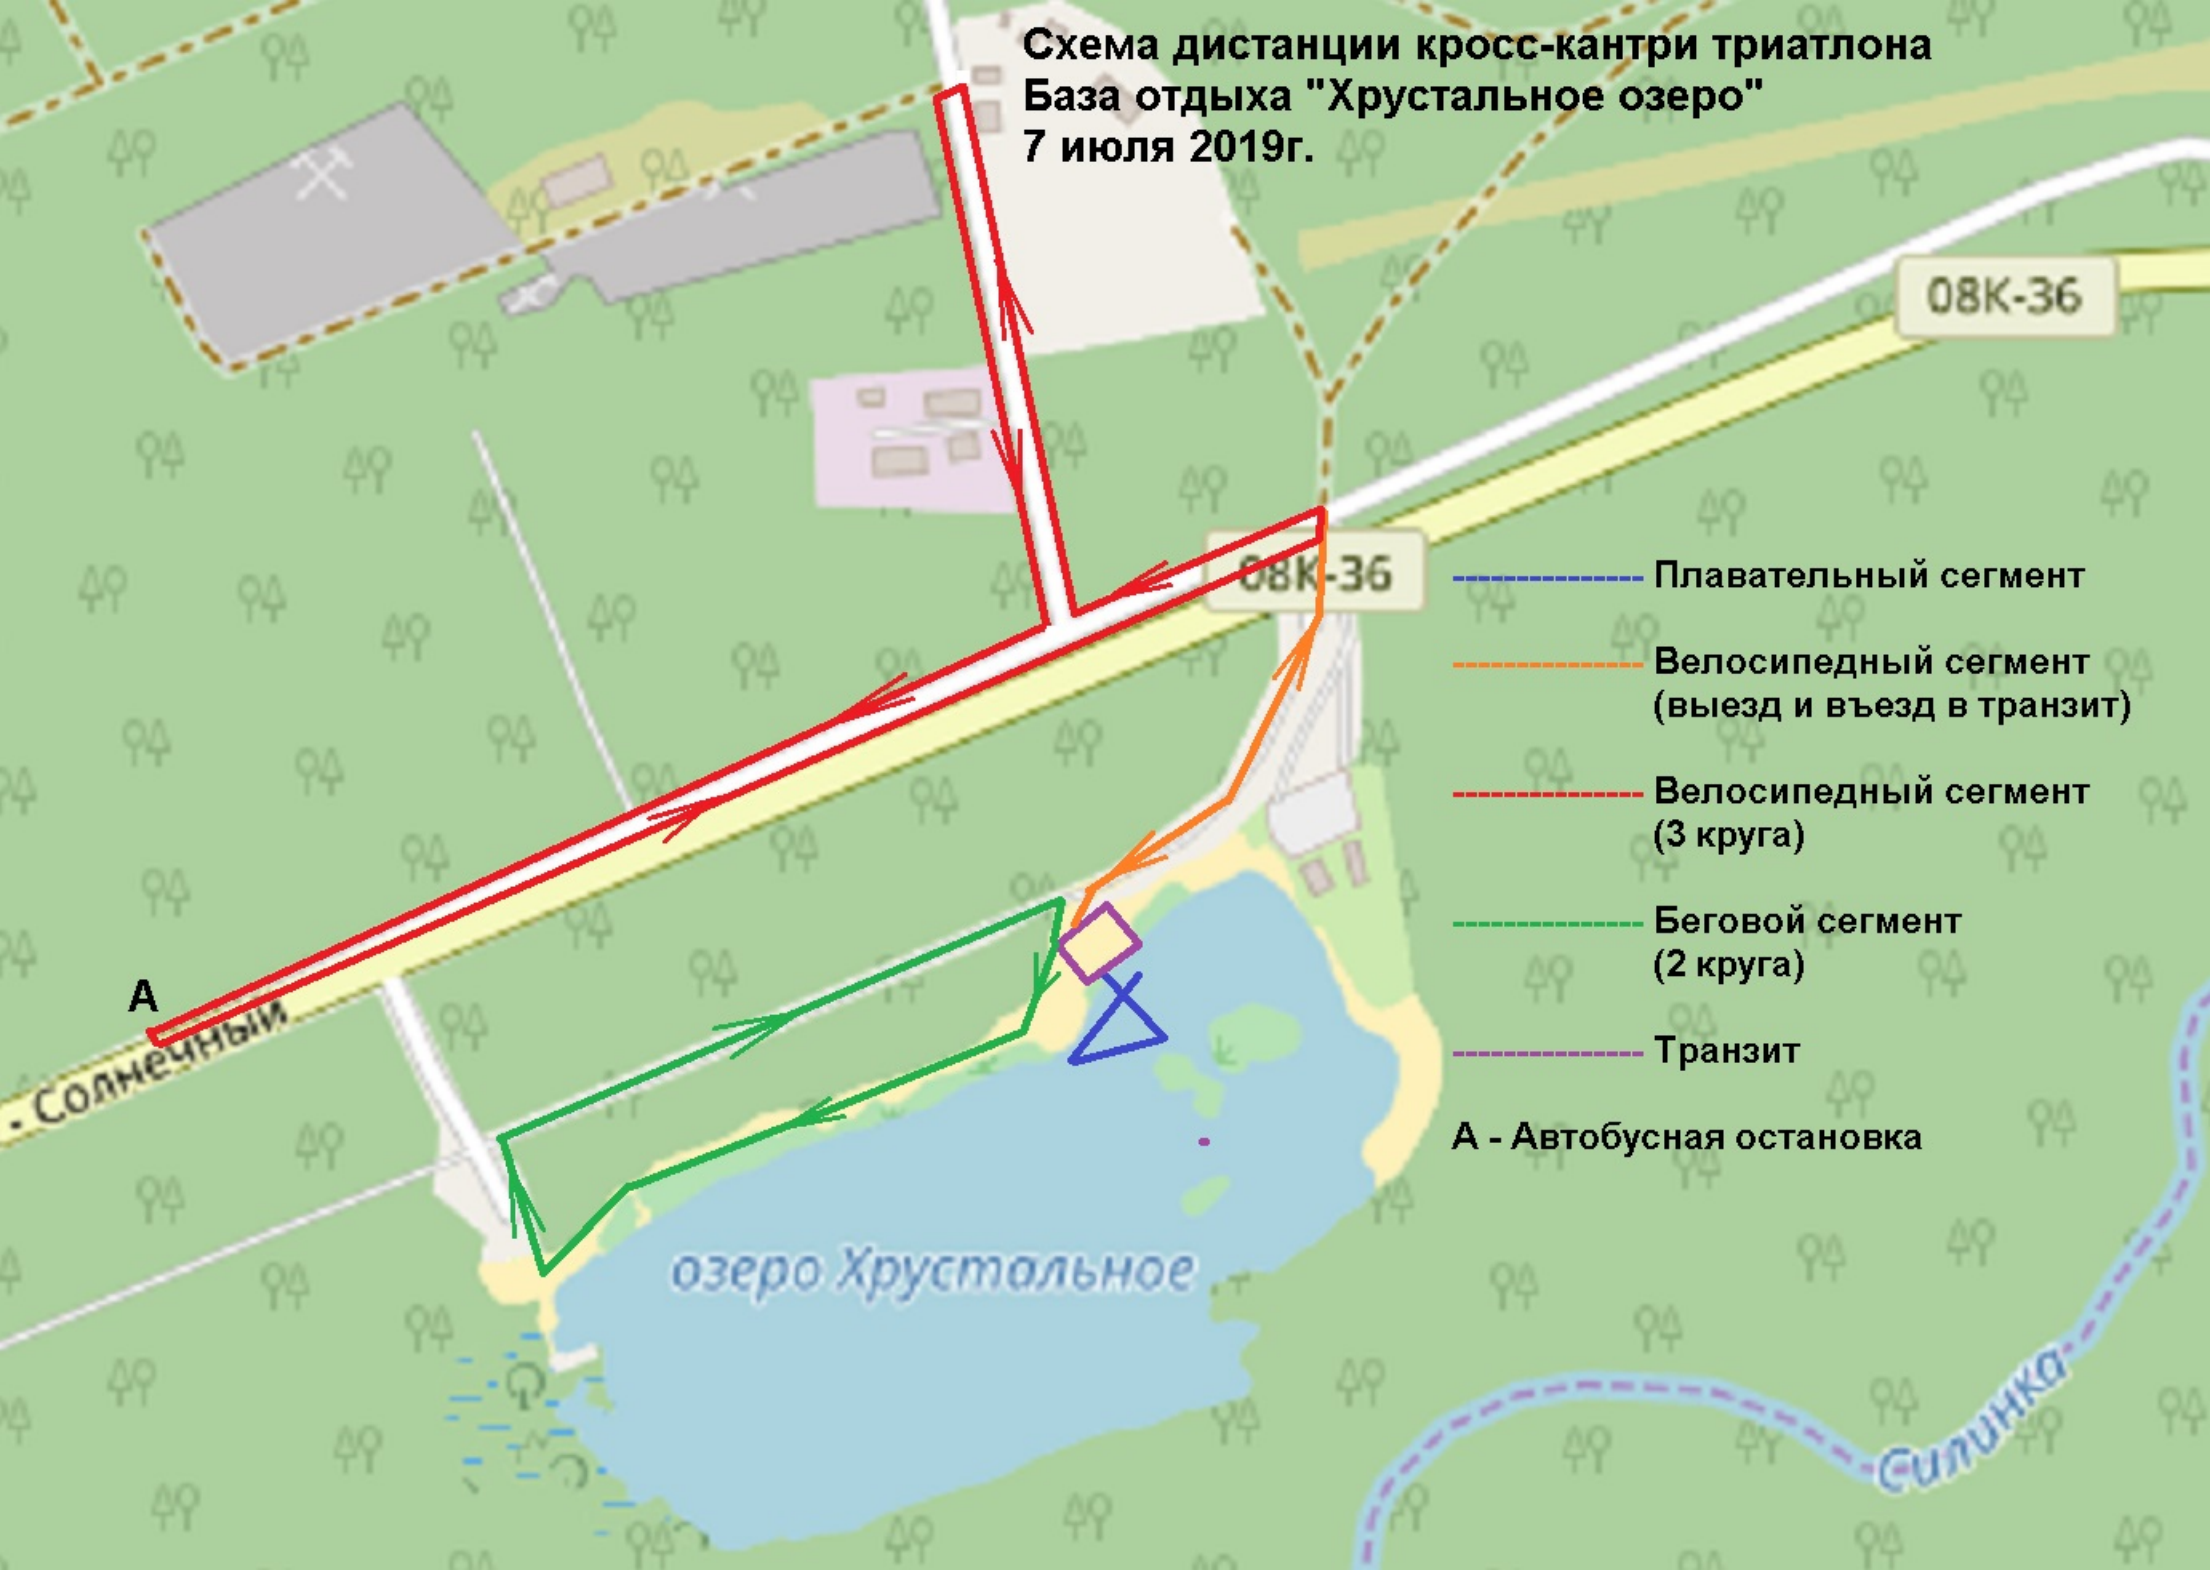 Схема дистанции кросс-кантри триатлона
База отдыха "Хрустальное озеро"
7 июля 2019г.
08К-36
08К-36
Плавательный сегмент
Велосипедный сегмент
(выезд и въезд в транзит)
Велосипедный сегмент
(3 круга)
Беговой сегмент
(2 круга)
Транзит
А - Автобусная остановка
А
- Солнечный
озеро Хрустальное
Силинка